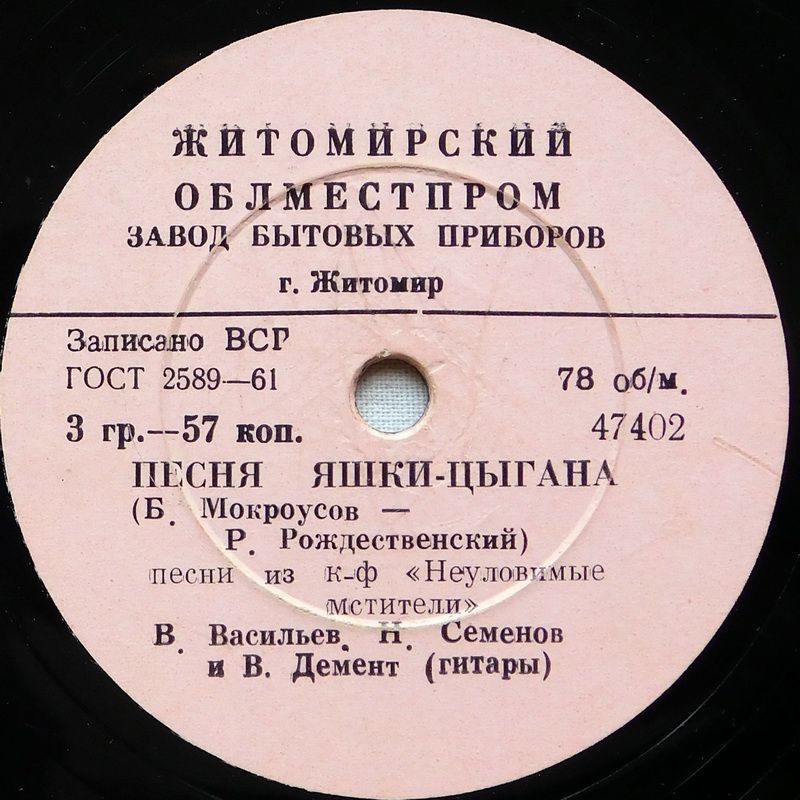 ЖИТОМИРСКИЙ
ОБЛМЕСТПРОМ
ЗАВОД БЫТОВЫХ ПРИБОРОВ
г. Житомир
Записано ВСГ
ГОСТ 2589—61 78 об/м.
3 гр.—57 коп. 47402
ПЕСНЯ ЯШКИ-ЦЫГАНА
(Б. Мокроусов —
Р. Рождественский)
песни из к-ф «Неуловимые
мстители»
В. Васильев, Н. Семенов
и В. Демент (гитары)